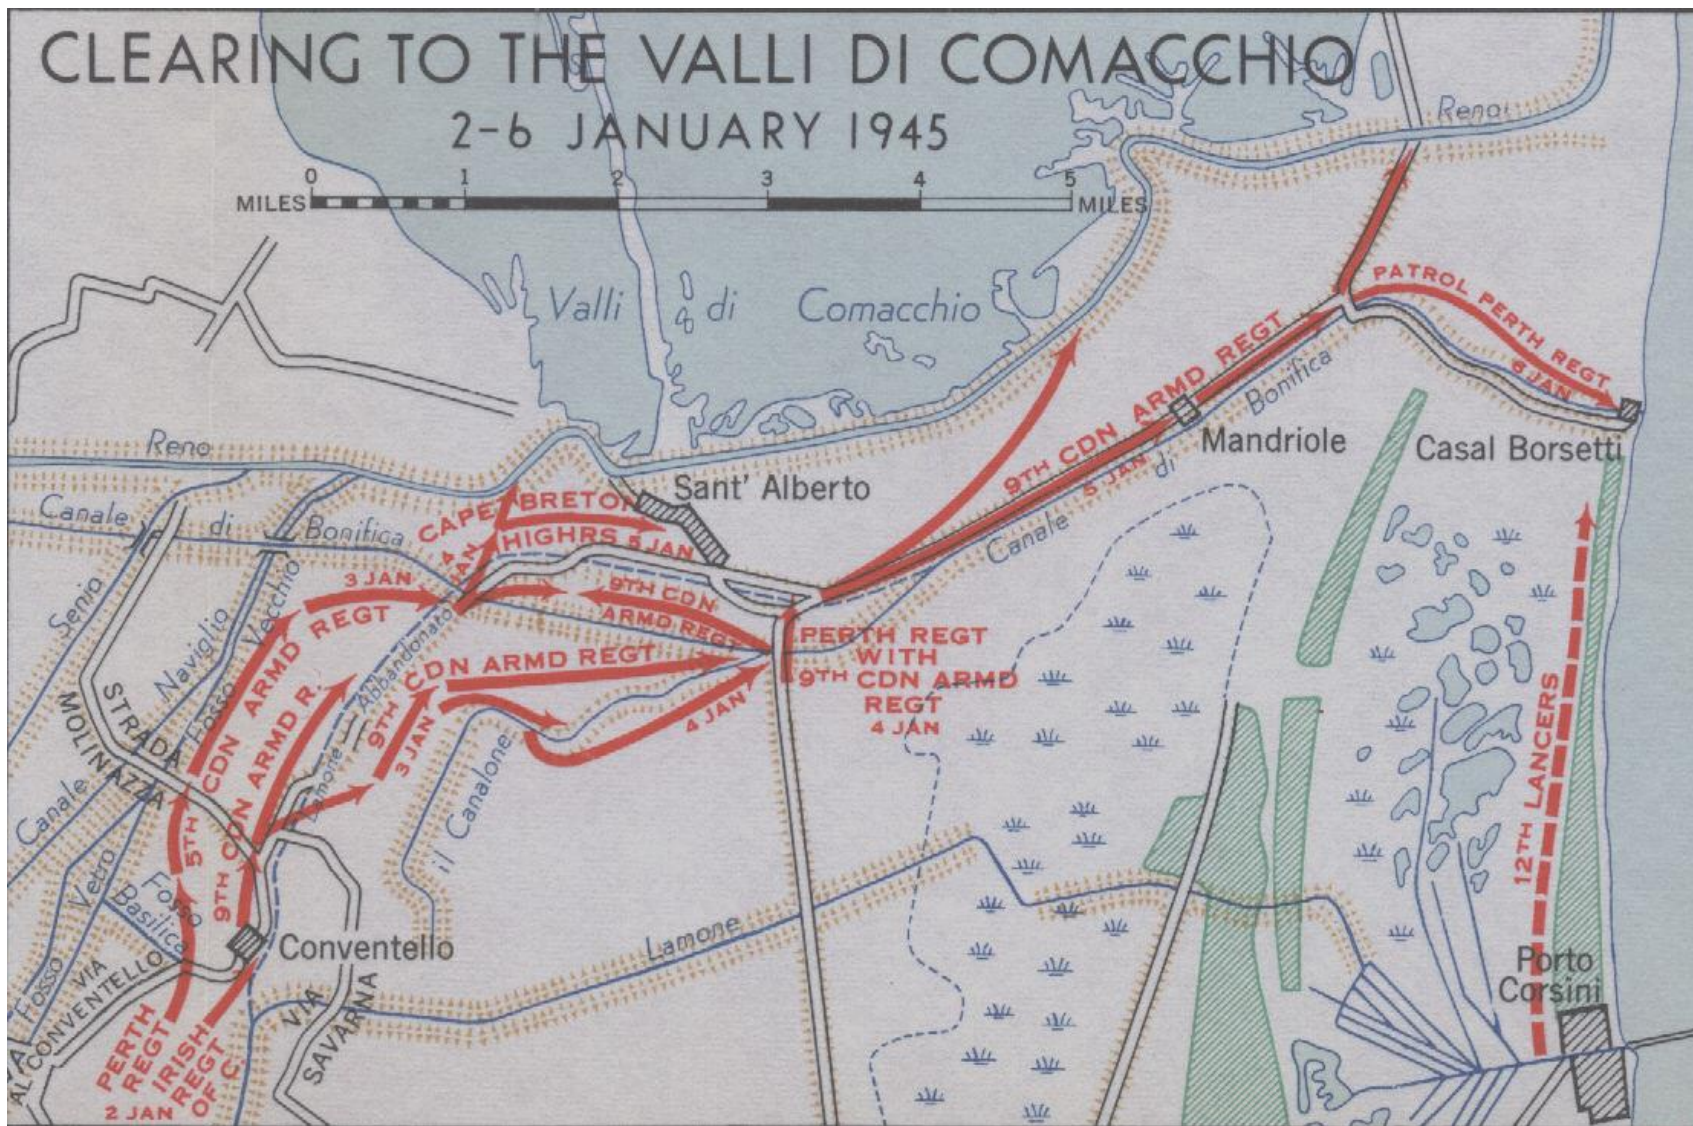 CLEARING TO THE VALLI DI COMACCHIO
2-6 JANUARY 1945
0 1 2 3 4 5
MILES MILES
Reno
Valli di Comacchio
PATROL PERTH REGT
6 JAN
9TH CDN ARMD REGT
5 JAN
Canale di Bonifica
Mandriole
Casal Borsetti
Reno
Sant' Alberto
Canale di Bonifica
CAPE BRETON
HIGHRS 5 JAN
4 JAN
3 JAN
5TH CDN ARMD REGT
9TH CDN
ARMD REGT
PERTH REGT
WITH
9TH CDN ARMD
REGT
4 JAN
9TH CDN ARMD REGT
3 JAN
4 JAN
Senio
Naviglio
Canale
Fosso Vecchio
Lamone Abbandonato
STRADA
MOLINAZZA
9TH CDN ARMD R.
il Canalone
12TH LANCERS
Fosso Vetro
Fosso
Basilica
Conventello
Lamone
VIA
AL CONVENTELLO
VIA
SAVARNA
Porto
Corsini
PERTH
REGT
2 JAN
IRISH
REGT
OF C.